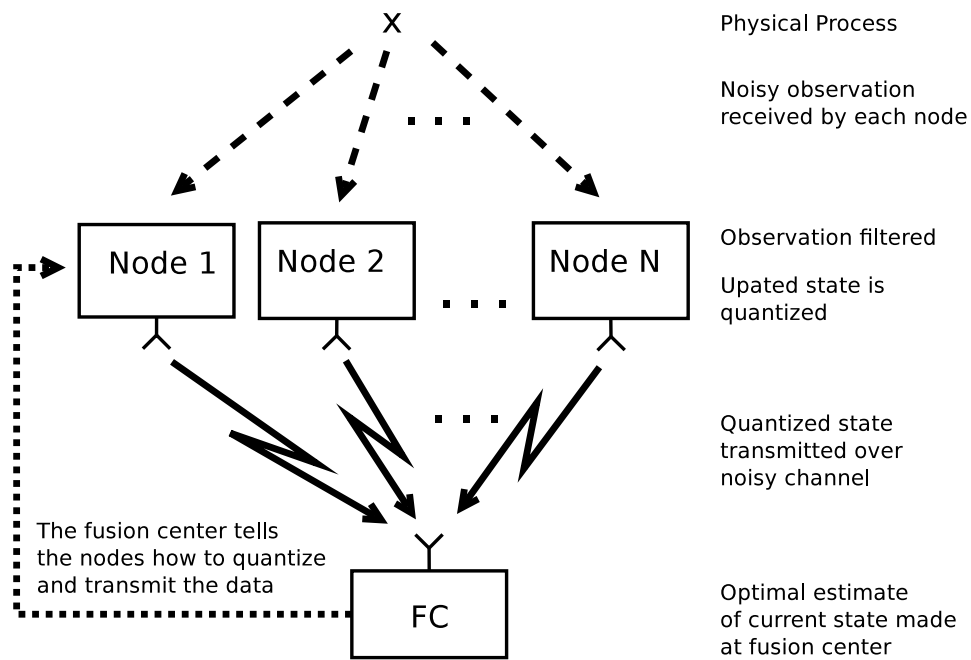 x
Physical Process
Noisy observation
received by each node
Node 1
Node 2
Node N
Observation filtered
Upated state is
quantized
Quantized state
transmitted over
noisy channel
The fusion center tells
the nodes how to quantize
and transmit the data
FC
Optimal estimate
of current state made
at fusion center